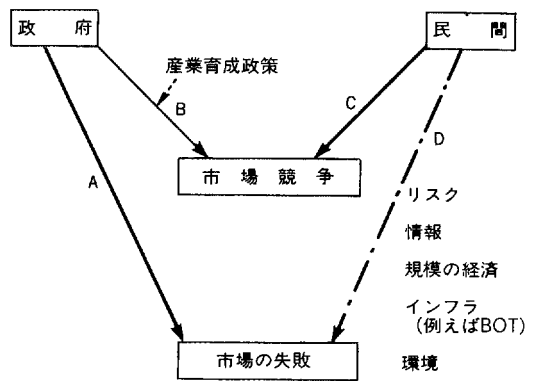 政府
民間
産業育成政策
B
C
D
市場競争
A
リスク
情報
規模の経済
インフラ
(例えばBOT)
市場の失敗
環境